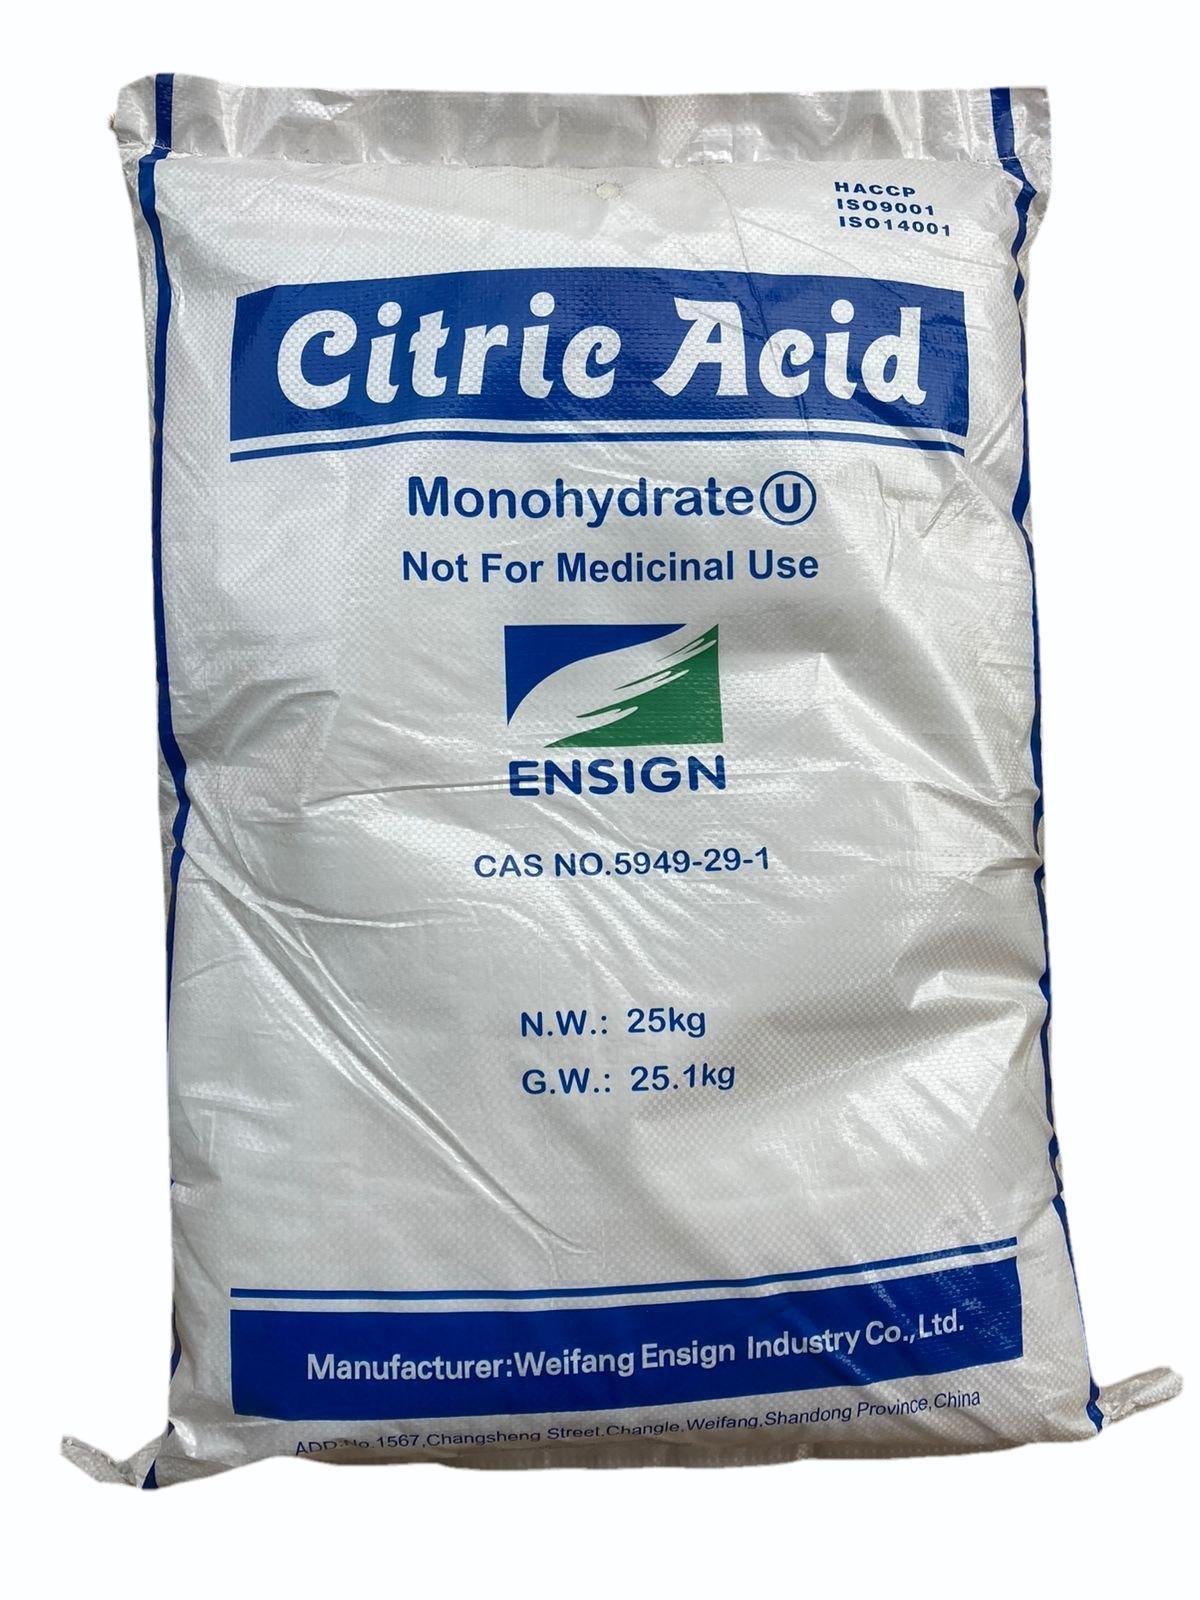 HACCP
ISO9001
ISO14001
Citric Acid
Monohydrate Ⓤ
Not For Medicinal Use
ENSIGN
CAS NO.5949-29-1
N.W.: 25kg
G.W.: 25.1kg
Manufacturer:Weifang Ensign Industry Co.,Ltd.
ADD:No.1567,Changsheng Street,Changle,Weifang,Shandong Province,China